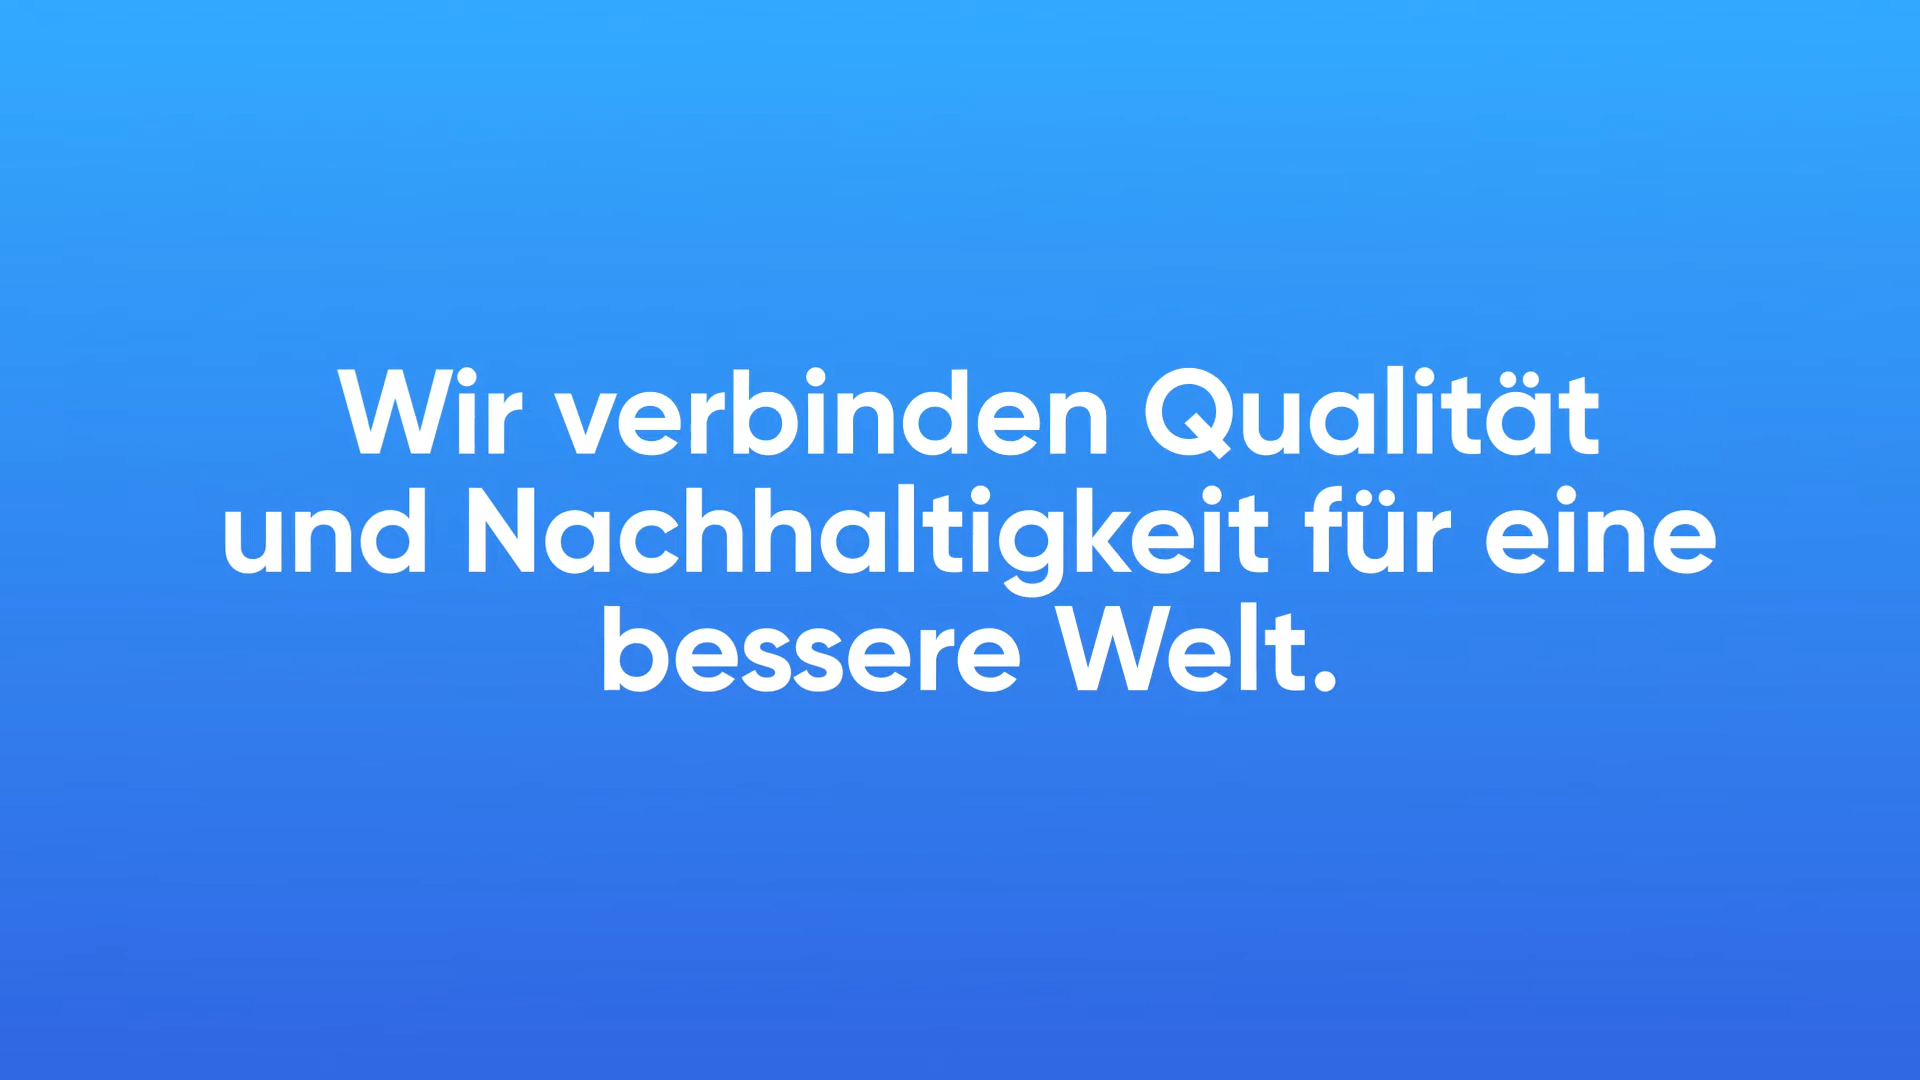 Wir verbinden Qualität
und Nachhaltigkeit für eine
bessere Welt.